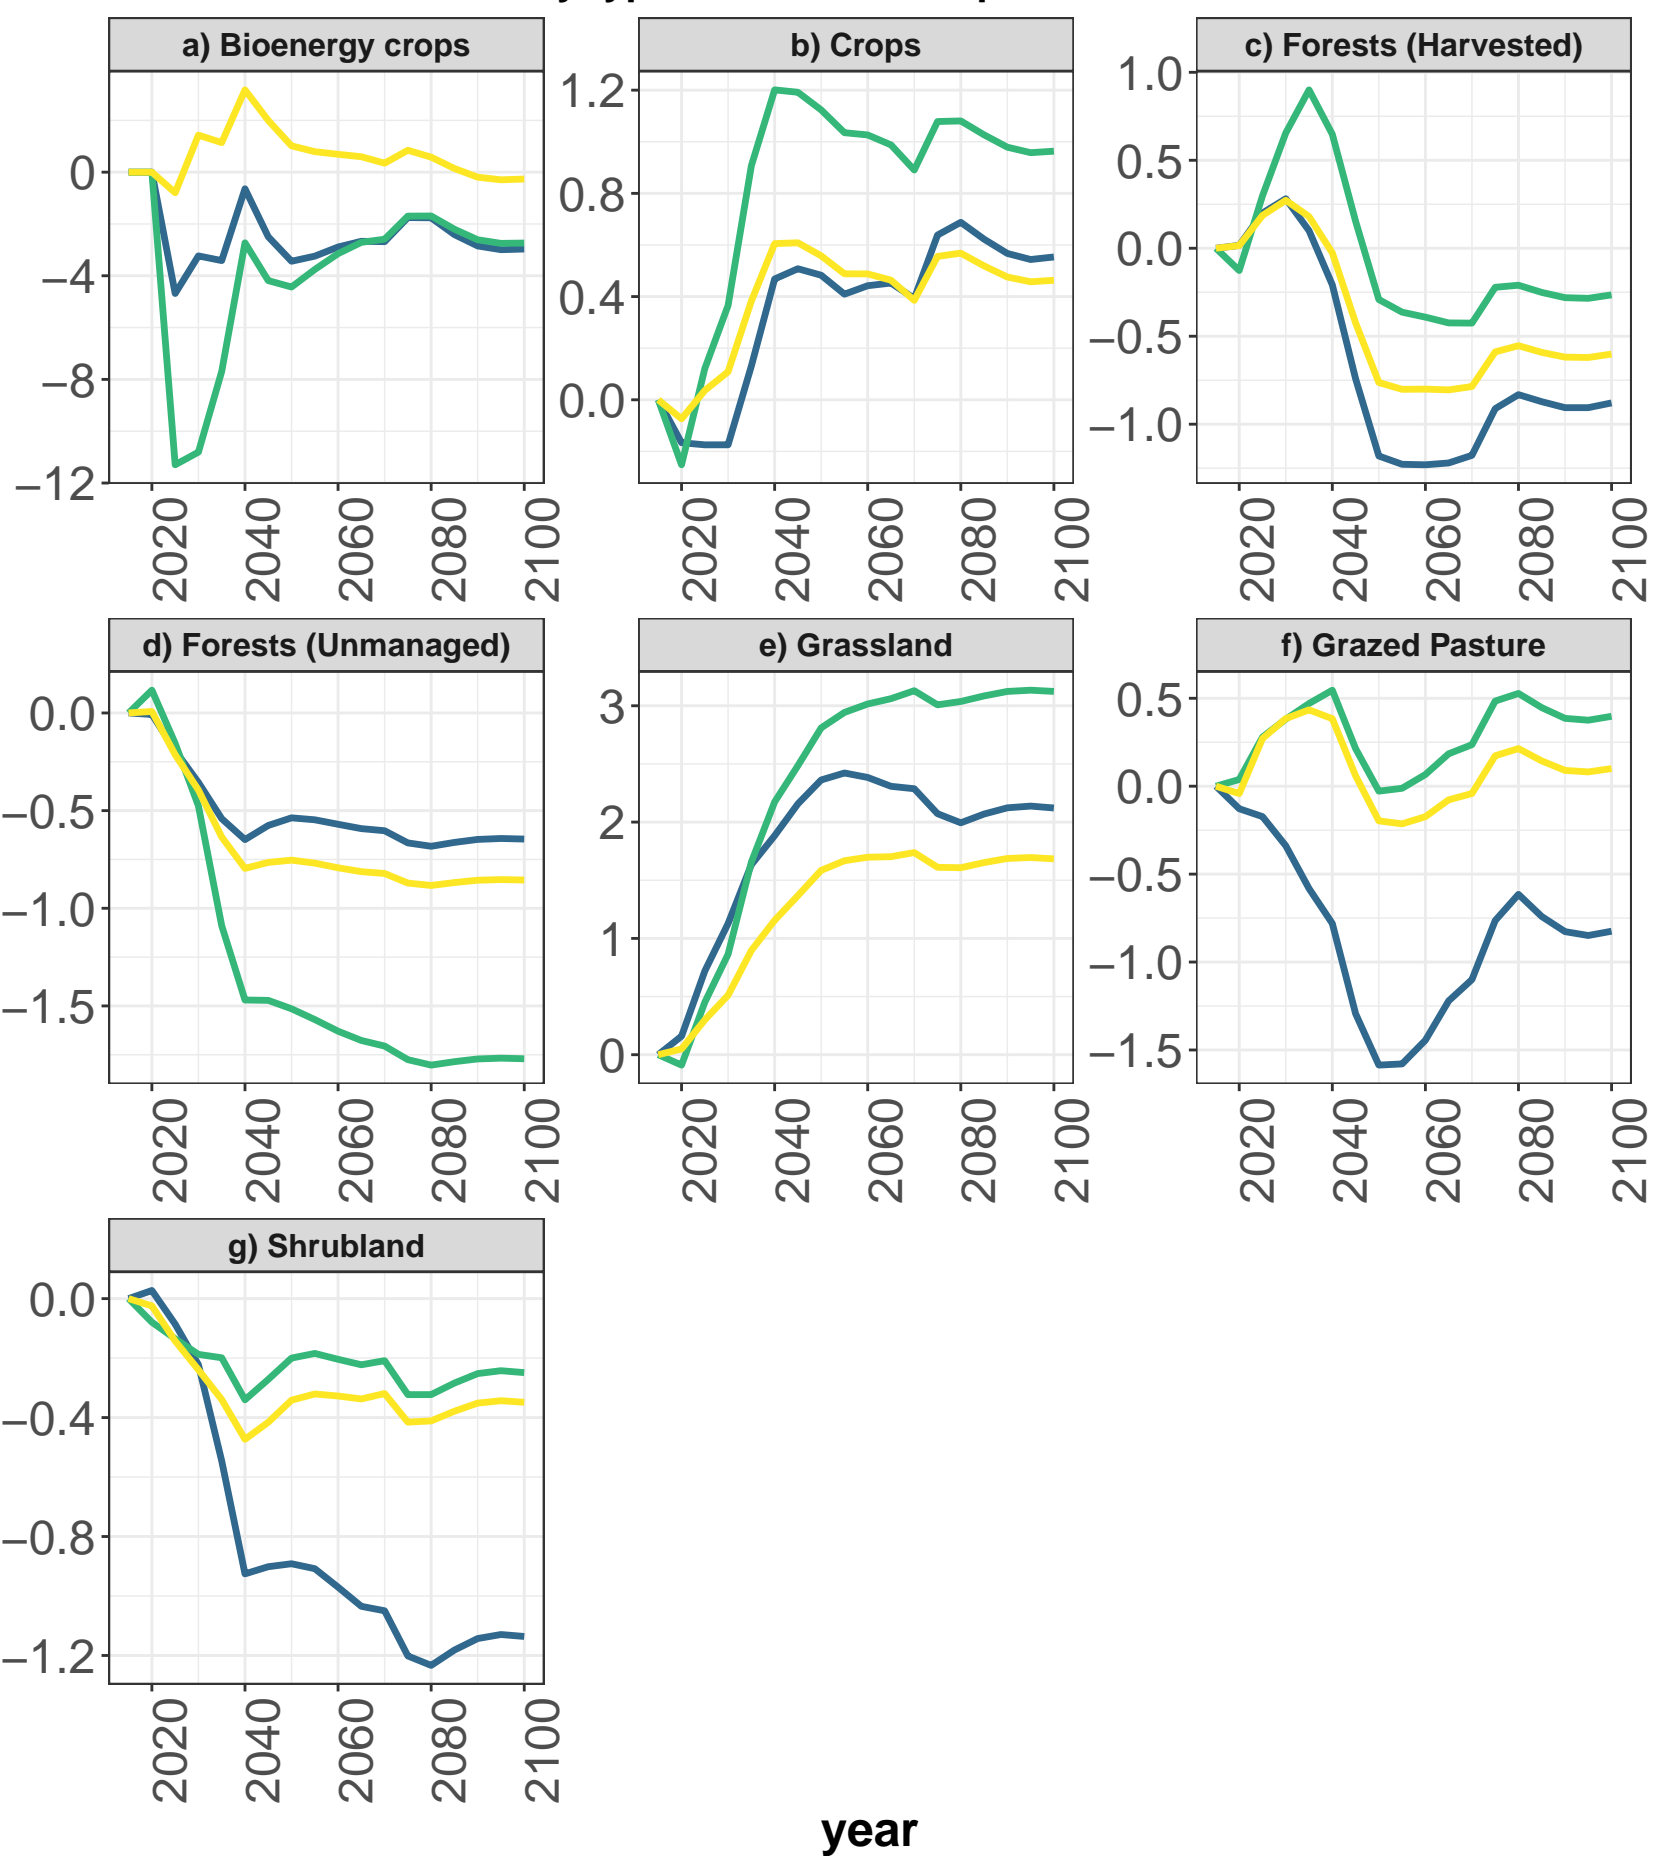 a) Bioenergy crops
0
−4
−8
−12
2020 2040 2060 2080 2100
b) Crops
1.2
0.8
0.4
0.0
2020 2040 2060 2080 2100
c) Forests (Harvested)
1.0
0.5
0.0
−0.5
−1.0
2020 2040 2060 2080 2100
d) Forests (Unmanaged)
0.0
−0.5
−1.0
−1.5
2020 2040 2060 2080 2100
e) Grassland
3
2
1
0
2020 2040 2060 2080 2100
f) Grazed Pasture
0.5
0.0
−0.5
−1.0
−1.5
2020 2040 2060 2080 2100
g) Shrubland
0.0
−0.4
−0.8
−1.2
2020 2040 2060 2080 2100
year